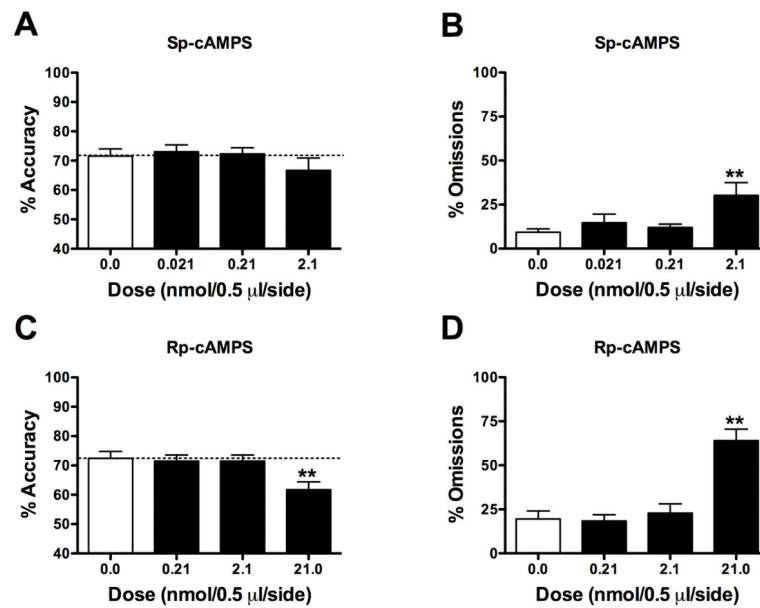 A
Sp-cAMPS
% Accuracy
100
90
80
70
60
50
40
0.0 0.021 0.21 2.1
Dose (nmol/0.5 μl/side)
B
Sp-cAMPS
% Omissions
100
75
50
25
0
**
0.0 0.021 0.21 2.1
Dose (nmol/0.5 μl/side)
C
Rp-cAMPS
% Accuracy
100
90
80
70
60
50
40
**
0.0 0.21 2.1 21.0
Dose (nmol/0.5 μl/side)
D
Rp-cAMPS
% Omissions
100
75
50
25
0
**
0.0 0.21 2.1 21.0
Dose (nmol/0.5 μl/side)